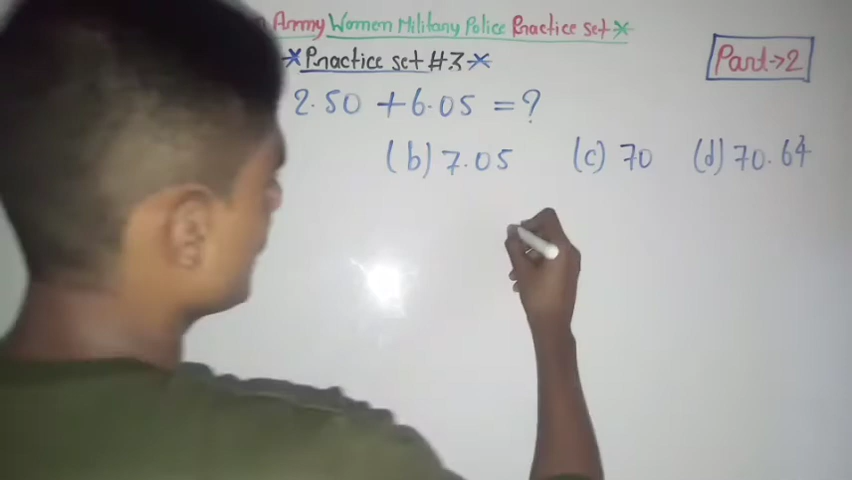 Army Women Military Police Practice set
Practice set #3
Part→2
2.50 + 6.05 = ?
(b) 7.05 (c) 70 (d) 70.64